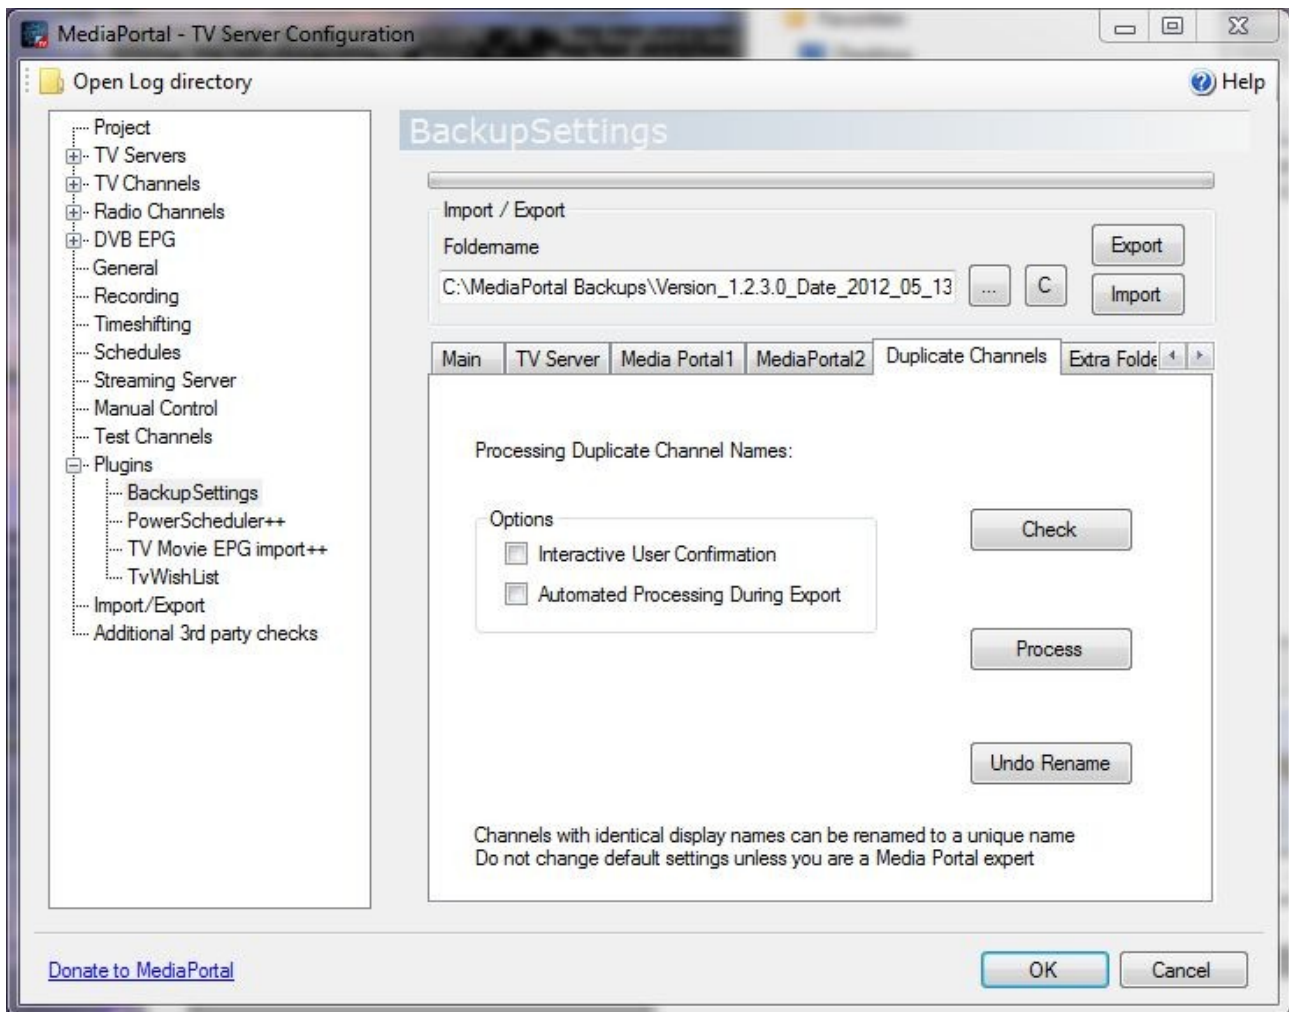 MediaPortal - TV Server Configuration
Open Log directory
Help
Project
TV Servers
TV Channels
Radio Channels
DVB EPG
General
Recording
Timeshifting
Schedules
Streaming Server
Manual Control
Test Channels
Plugins
BackupSettings
PowerScheduler++
TV Movie EPG import++
TvWishList
Import/Export
Additional 3rd party checks
BackupSettings
Import / Export
Foldername
Export
C:\MediaPortal Backups\Version_1.2.3.0_Date_2012_05_13
...
C
Import
Main
TV Server
Media Portal1
MediaPortal2
Duplicate Channels
Extra Folde
Processing Duplicate Channel Names:
Options
Interactive User Confirmation
Automated Processing During Export
Check
Process
Undo Rename
Channels with identical display names can be renamed to a unique name
Do not change default settings unless you are a Media Portal expert
Donate to MediaPortal
OK
Cancel